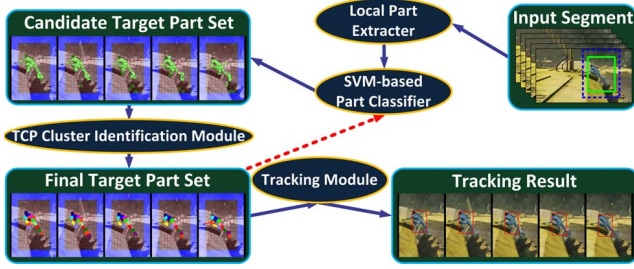 Candidate Target Part Set
Local Part
Extracter
Input Segment
SVM-based
Part Classifier
TCP Cluster Identification Module
Final Target Part Set
Tracking Module
Tracking Result